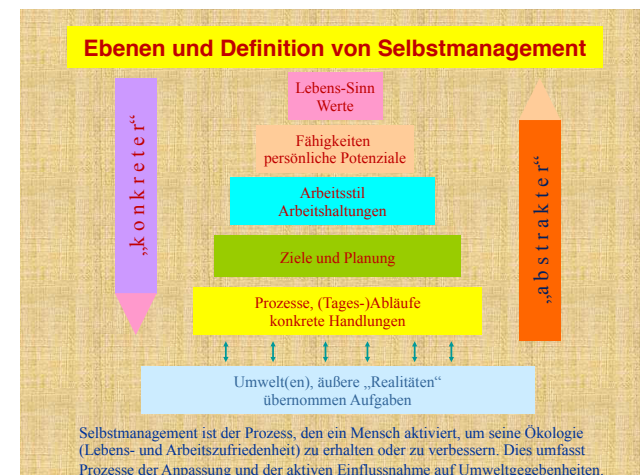 Ebenen und Definition von Selbstmanagement
Lebens-Sinn
Werte
Fähigkeiten
persönliche Potenziale
Arbeitsstil
Arbeitshaltungen
Ziele und Planung
Prozesse, (Tages-)Abläufe
konkrete Handlungen
Umwelt(en), äußere „Realitäten“
übernommen Aufgaben
„konkreter“
„abstrakter“
Selbstmanagement ist der Prozess, den ein Mensch aktiviert, um seine Ökologie
(Lebens- und Arbeitszufriedenheit) zu erhalten oder zu verbessern. Dies umfasst
Prozesse der Anpassung und der aktiven Einflussnahme auf Umweltgegebenheiten.